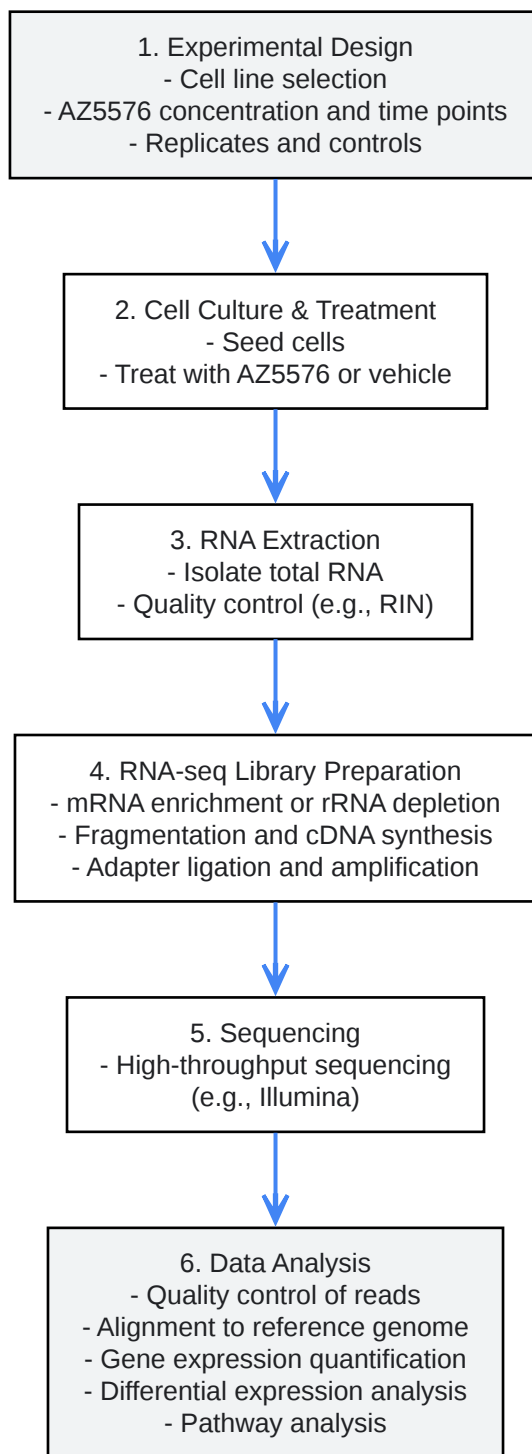 1. Experimental Design
- Cell line selection
- AZ5576 concentration and time points
- Replicates and controls
2. Cell Culture & Treatment
- Seed cells
- Treat with AZ5576 or vehicle
3. RNA Extraction
- Isolate total RNA
- Quality control (e.g., RIN)
4. RNA-seq Library Preparation
- mRNA enrichment or rRNA depletion
- Fragmentation and cDNA synthesis
- Adapter ligation and amplification
5. Sequencing
- High-throughput sequencing
(e.g., Illumina)
6. Data Analysis
- Quality control of reads
- Alignment to reference genome
- Gene expression quantification
- Differential expression analysis
- Pathway analysis